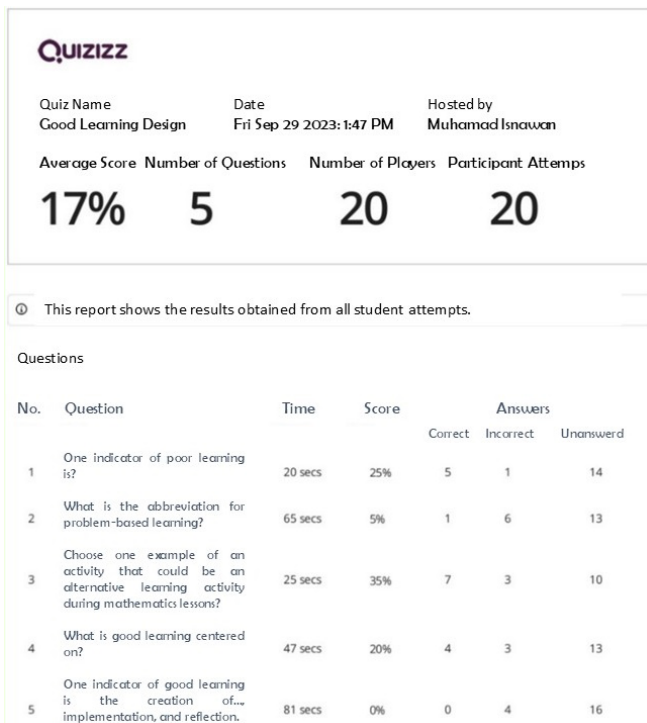 Quizizz
Quiz Name Date Hosted by
Good Learning Design Fri Sep 29 2023: 1:47 PM Muhamad Isnawan
Average Score Number of Questions Number of Players Participant Attemps
17% 5 20 20
This report shows the results obtained from all student attempts.
Questions
No. Question Time Score Answers
Correct Incorrect Unanswerd
One indicator of poor learning
1 is? 20 secs 25% 5 1 14
What is the abbreviation for
2 problem-based learning? 65 secs 5% 1 6 13
Choose one example of an
activity that could be an
3 alternative learning activity 25 secs 35% 7 3 10
during mathematics lessons?
What is good learning centered
4 on? 47 secs 20% 4 3 13
One indicator of good learning
is the creation of...,
5 implementation, and reflection. 81 secs 0% 0 4 16